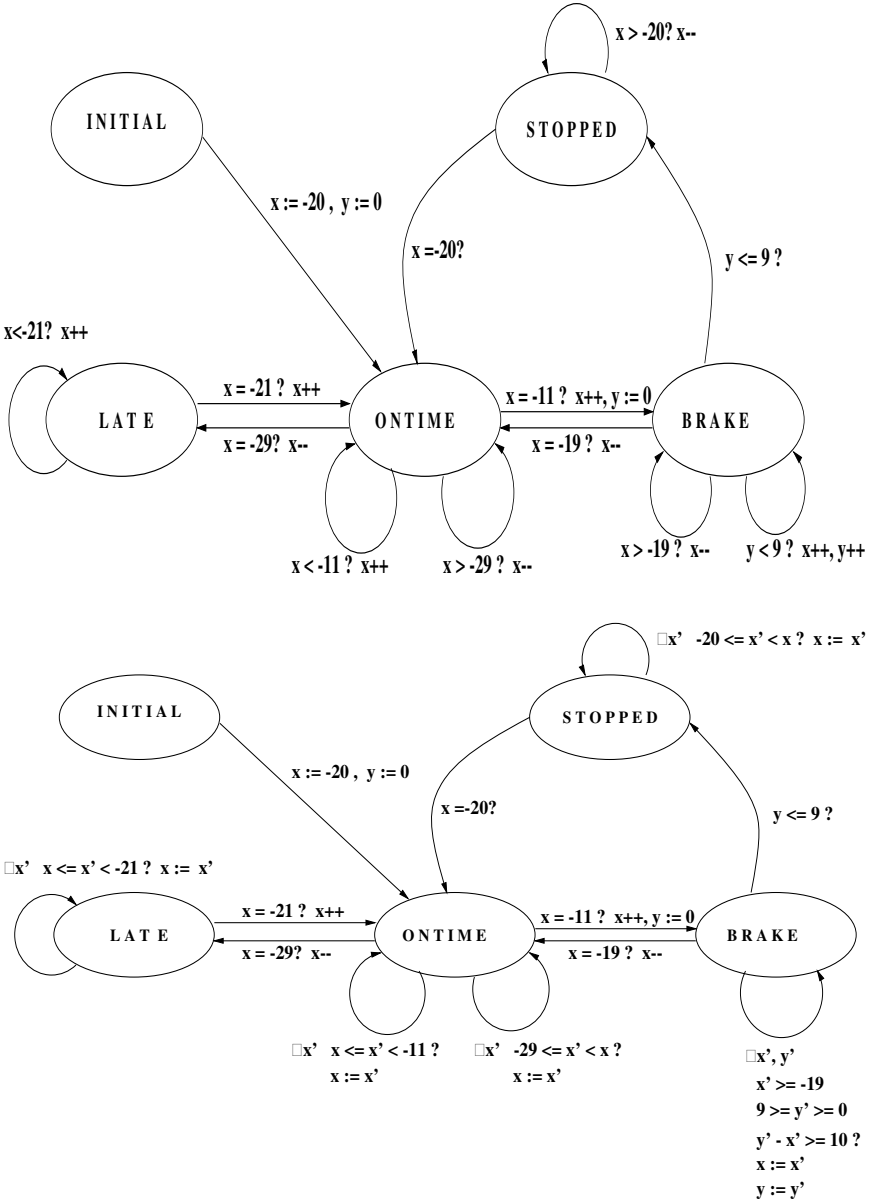 x > -20? x--
INITIAL
STOPPED
x := -20 , y := 0
x =-20?
y <= 9 ?
x<-21? x++
x = -21 ? x++
x = -11 ? x++, y := 0
LATE
ONTIME
BRAKE
x = -29? x--
x = -19 ? x--
x < -11 ? x++
x > -29 ? x--
x > -19 ? x--
y < 9 ? x++, y++
□x’ -20 <= x’ < x ? x := x’
INITIAL
STOPPED
x := -20 , y := 0
x =-20?
y <= 9 ?
□x’ x <= x’ < -21 ? x := x’
x = -21 ? x++
x = -11 ? x++, y := 0
LATE
ONTIME
BRAKE
x = -29? x--
x = -19 ? x--
□x’ x <= x’ < -11 ?
x := x’
□x’ -29 <= x’ < x ?
x := x’
□x’, y’
x’ >= -19
9 >= y’ >= 0
y’ - x’ >= 10 ?
x := x’
y := y’